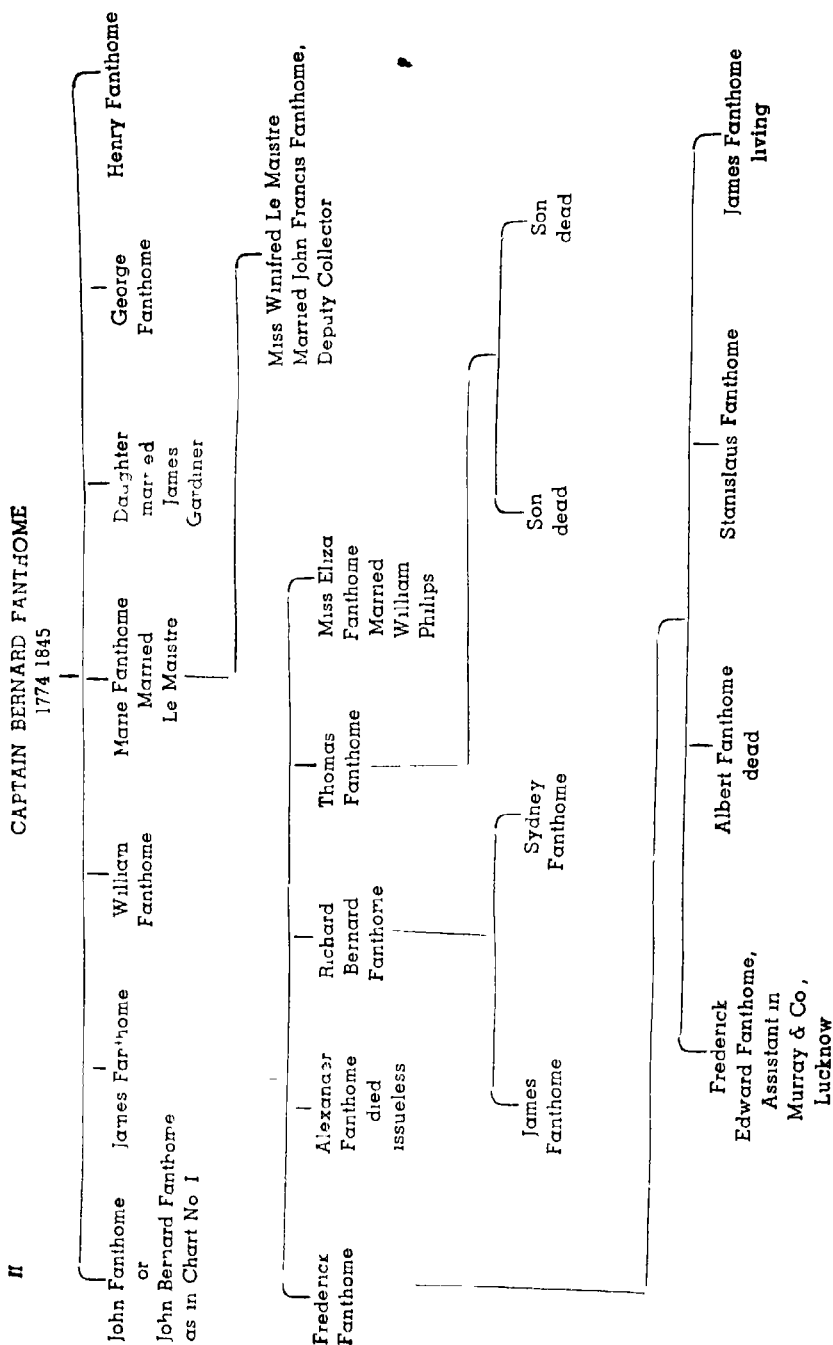 II
CAPTAIN BERNARD FANTHOME
1774 1845
John Fanthome
or
John Bernard Fanthome
as in Chart No I
James Fanthome
William
Fanthome
Marie Fanthome
Married
Le Maistre
Daughter
married
James
Gardiner
George
Fanthome
Henry Fanthome
Miss Winifred Le Maistre
Married John Francis Fanthome,
Deputy Collector
Frederick
Fanthome
Alexander
Fanthome
died
issueless
Richard
Bernard
Fanthome
Thomas
Fanthome
Miss Eliza
Fanthome
Married
William
Philips
James
Fanthome
Sydney
Fanthome
Son
dead
Son
dead
Frederick
Edward Fanthome,
Assistant in
Murray & Co,
Lucknow
Albert Fanthome
dead
Stanislaus Fanthome
James Fanthome
living